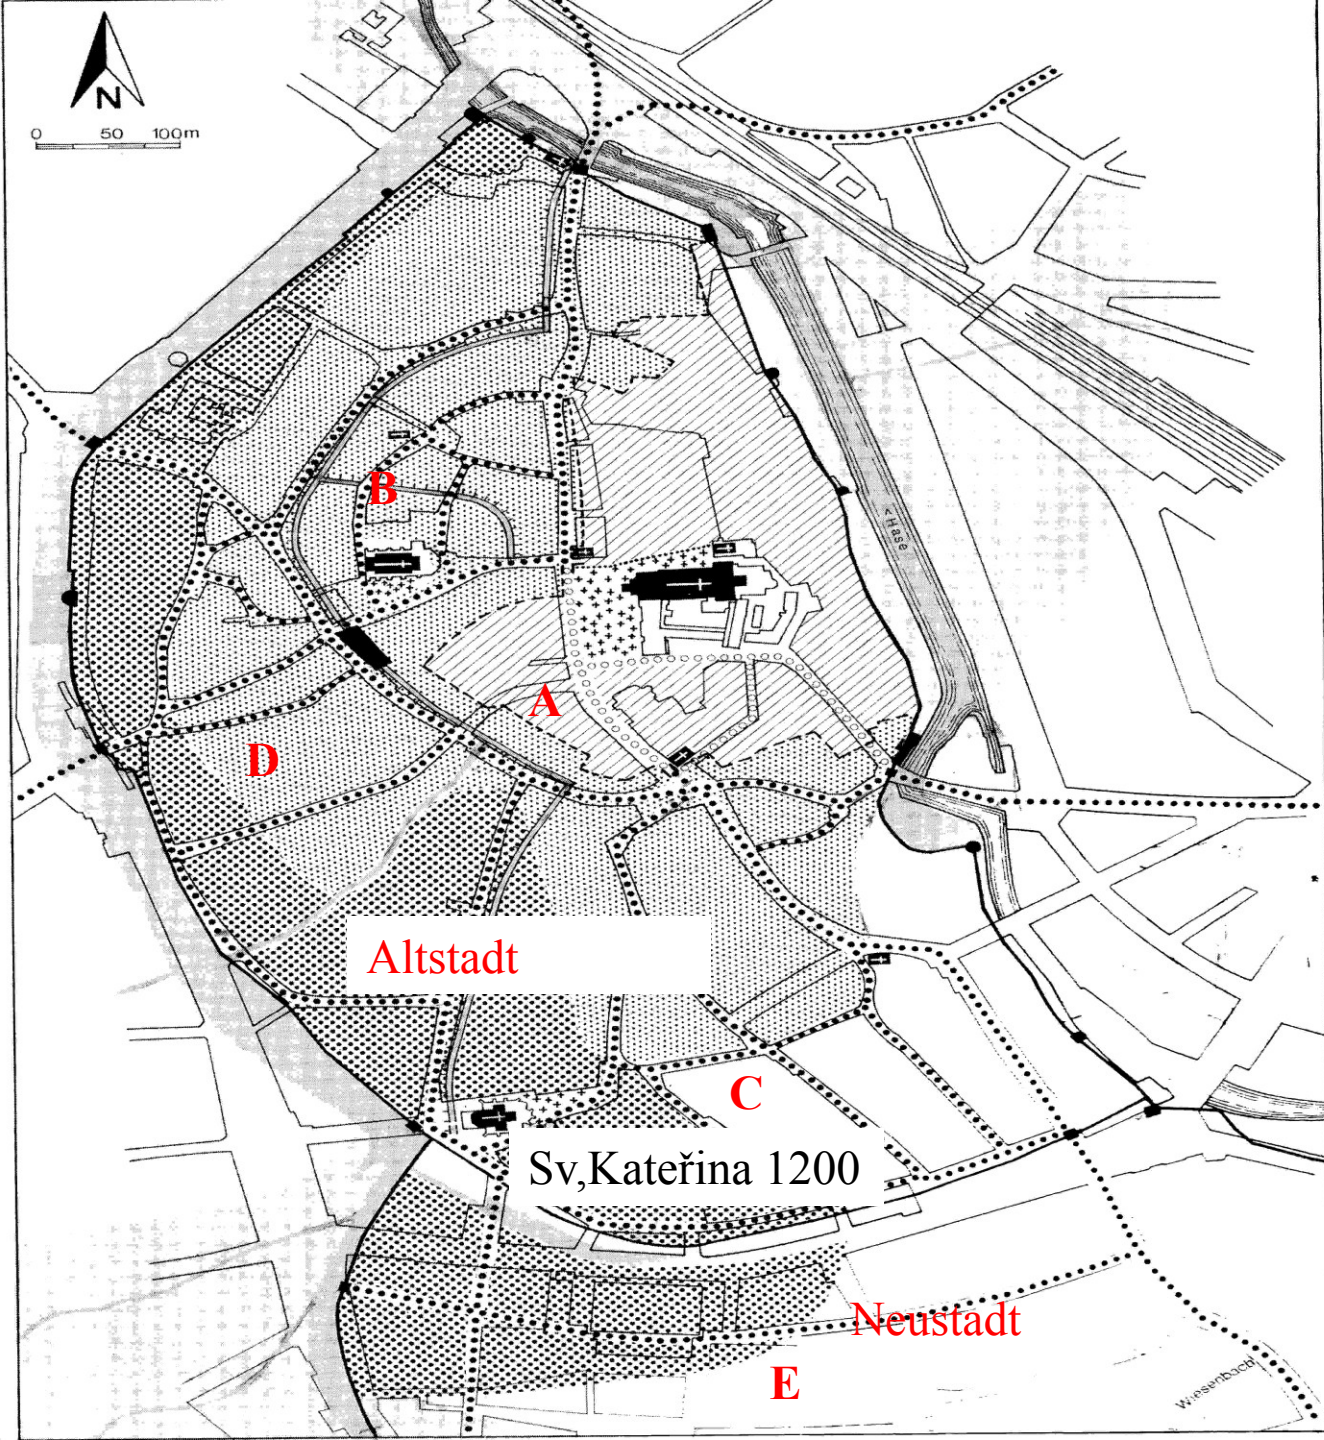 N
0 50 100m
B
< Hase
A
D
Altstadt
C
Sv,Kateřina 1200
Neustadt
E
Wiesenbach